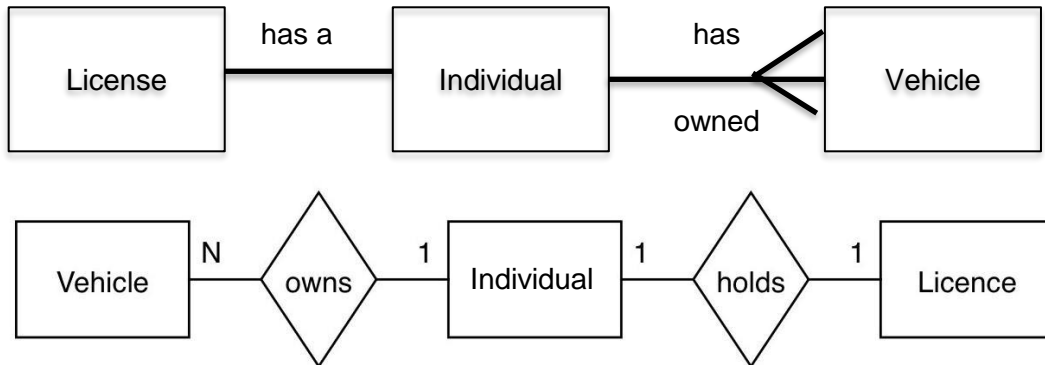 has a has
License Individual Vehicle
owned
N 1 1 1
Vehicle owns Individual holds Licence